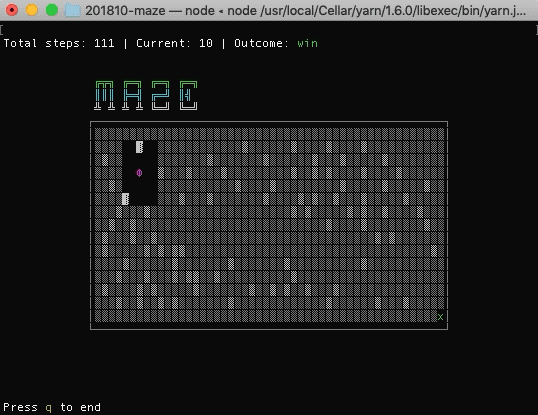 201810-maze — node ◂ node /usr/local/Cellar/yarn/1.6.0/libexec/bin/yarn.j...
Total steps: 111 | Current: 10 | Outcome: win
MAZE
x
Press q to end